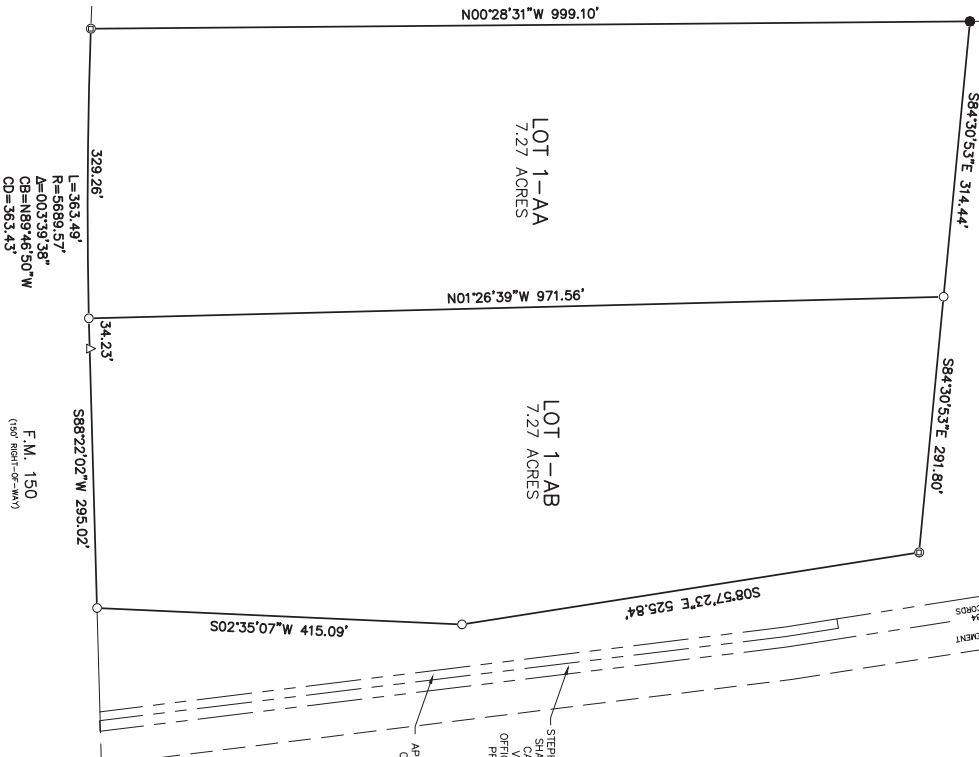 N00°28'31"W 999.10'
S84°30'53"E 314.44'
LOT 1-AA
7.27 ACRES
329.26'
L=363.49'
R=5689.57'
Δ=003°39'38"
CB=N89°46'50"W
CD=363.43'
N01°26'39"W 971.56'
34.23'
S84°30'53"E 291.80'
LOT 1-AB
7.27 ACRES
S88°22'02"W 295.02'
F.M. 150
(150' RIGHT-OF-WAY)
S08°57'23"E 525.84'
S02°35'07"W 415.09'